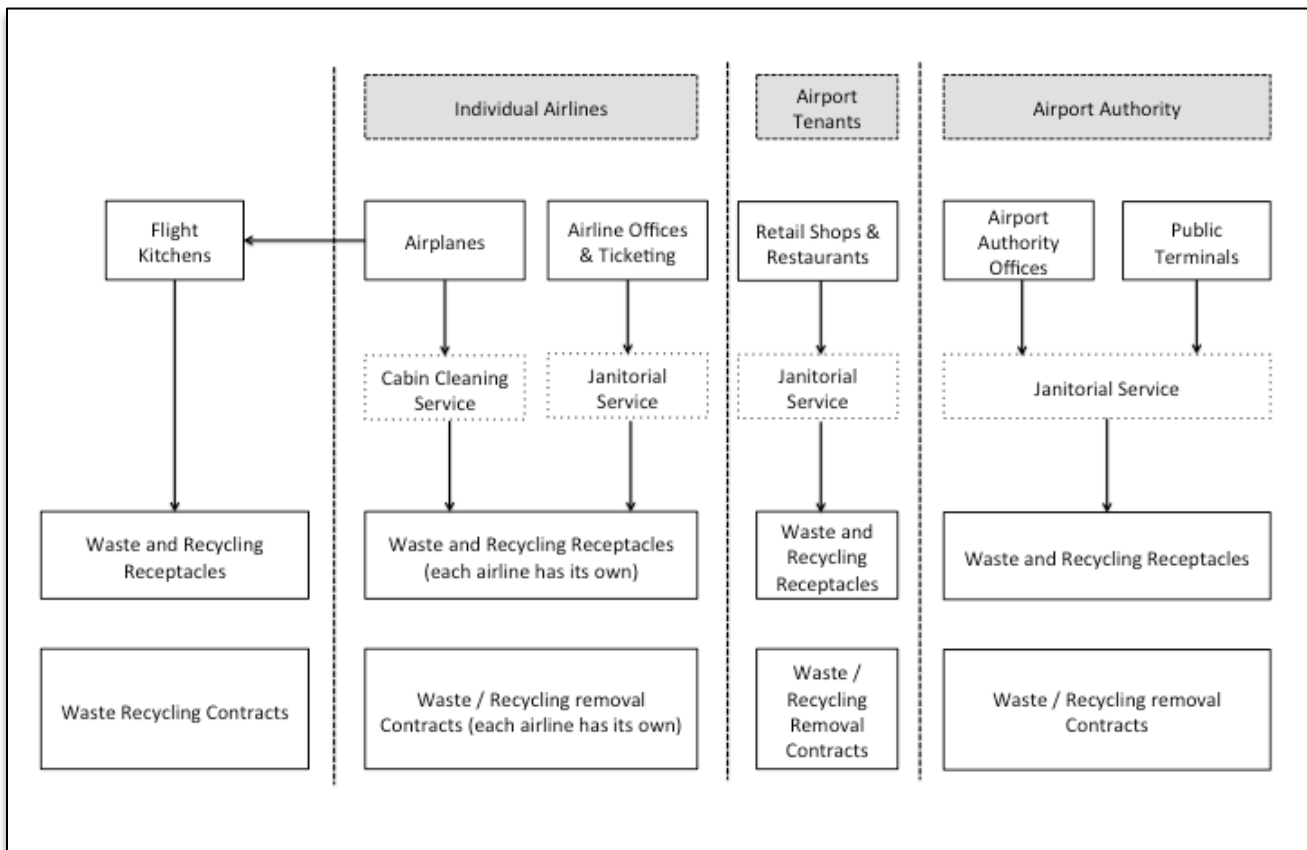 Individual Airlines
Airport
Tenants
Airport Authority
Flight
Kitchens
Airplanes
Airline Offices
& Ticketing
Retail Shops &
Restaurants
Airport
Authority
Offices
Public
Terminals
Cabin Cleaning
Service
Janitorial
Service
Janitorial
Service
Janitorial Service
Waste and Recycling
Receptacles
Waste and Recycling Receptacles
(each airline has its own)
Waste and
Recycling
Receptacles
Waste and Recycling Receptacles
Waste Recycling Contracts
Waste / Recycling removal
Contracts (each airline has its own)
Waste /
Recycling
Removal
Contracts
Waste / Recycling removal
Contracts